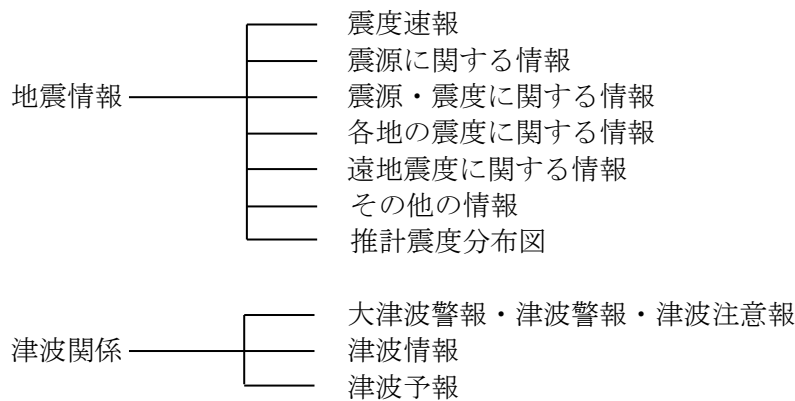 震度速報
震源に関する情報
地震情報
震源・震度に関する情報
各地の震度に関する情報
遠地震度に関する情報
その他の情報
推計震度分布図
大津波警報・津波警報・津波注意報
津波関係
津波情報
津波予報